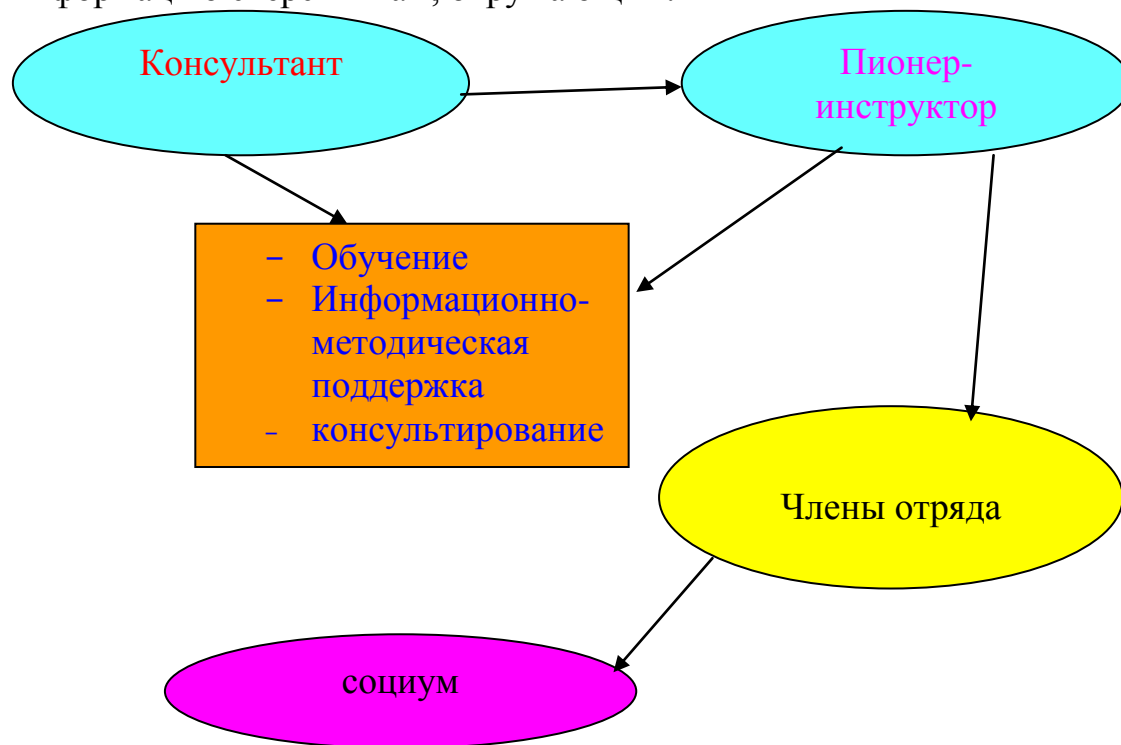 Консультант
Пионер-
инструктор
– Обучение
– Информационно-
методическая
поддержка
– консультирование
Члены отряда
социум